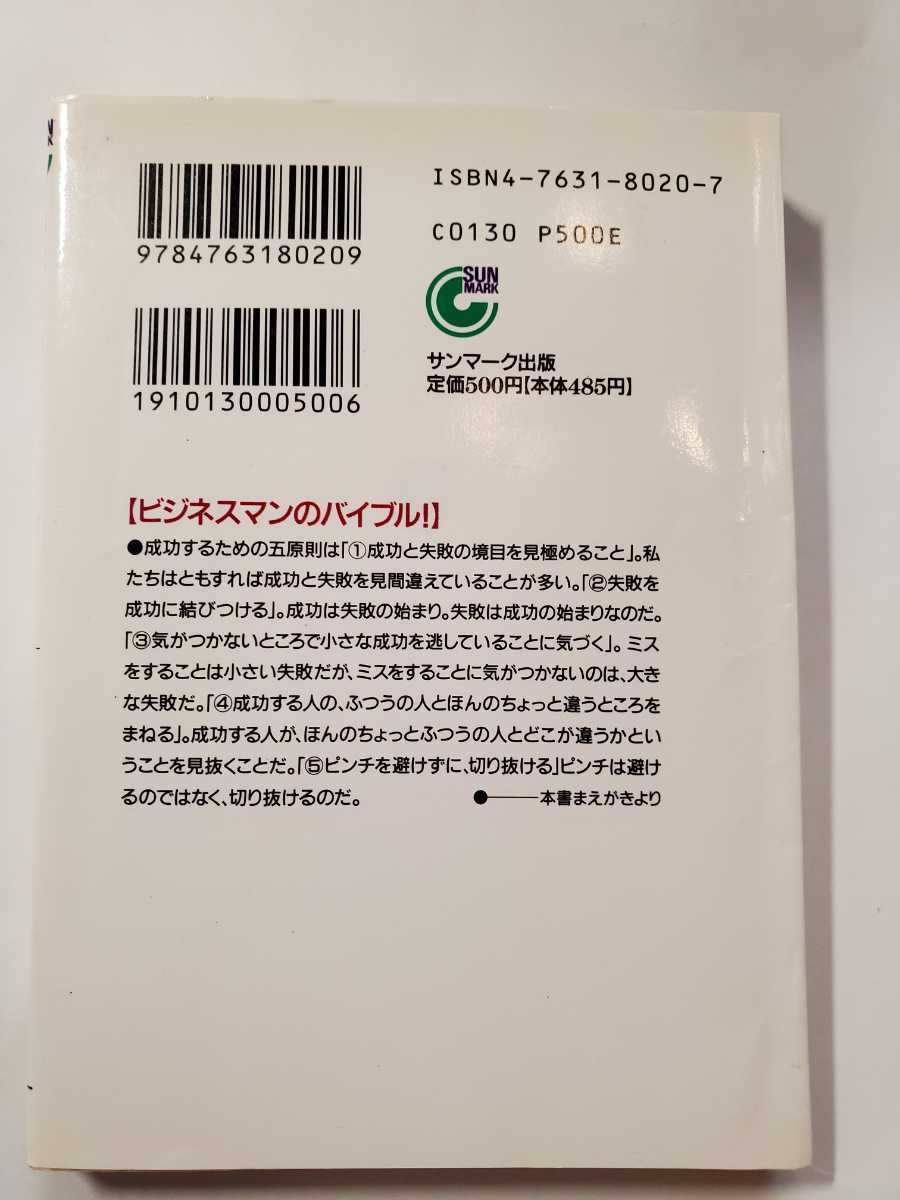 N
RK
ISBN4-7631-8020-7
C0130 P500E
9784763180209
SUN
MARK
サンマーク出版
定価500円【本体485円】
1910130005006
【ビジネスマンのバイブル!】
●成功するための五原則は「①成功と失敗の境目を見極めること」。私
たちはともすれば成功と失敗を見間違えていることが多い。「②失敗を
成功に結びつける」。成功は失敗の始まり。失敗は成功の始まりなのだ。
「③気がつかないところで小さな成功を逃していることに気づく」。ミス
をすることは小さい失敗だが、ミスをすることに気がつかないのは、大き
な失敗だ。「④成功する人の、ふつうの人とほんのちょっと違うところを
まねる」。成功する人が、ほんのちょっとふつうの人とどこが違うかとい
うことを見抜くことだ。「⑤ピンチを避けずに、切り抜ける」ピンチは避け
るのではなく、切り抜けるのだ。
●――本書まえがきより